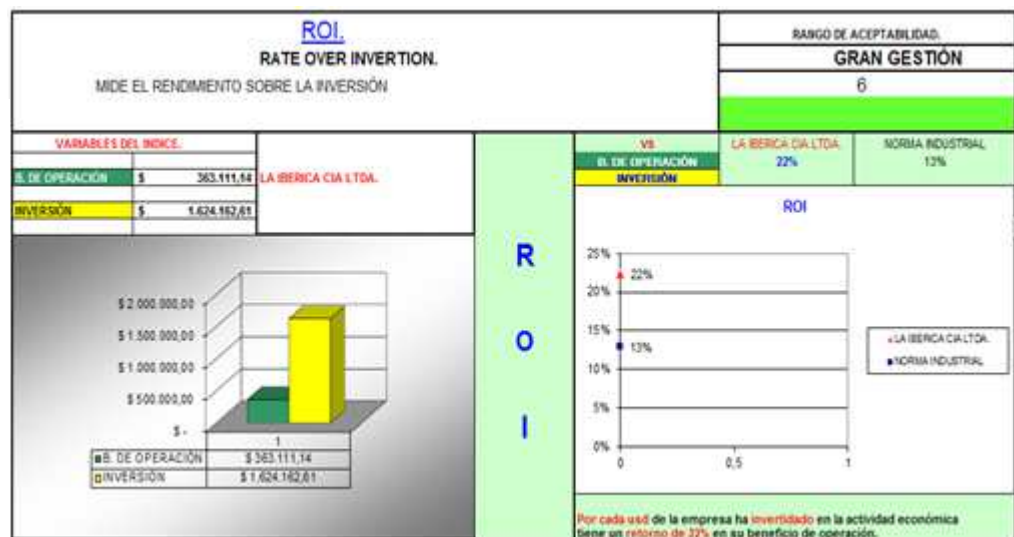 ROI.
RATE OVER INVERTION.
MIDE EL RENDIMIENTO SOBRE LA INVERSIÓN
RANGO DE ACEPTABILIDAD.
GRAN GESTIÓN
6
VARIABLES DEL INDICE.
B. DE OPERACIÓN $ 363.111,14
INVERSIÓN $ 1.624.162,61
LA IBERICA CIA LTDA.
R
O
I
VS
B. DE OPERACIÓN
INVERSIÓN
LA IBERICA CIA LTDA.
22%
NORMA INDUSTRIAL
13%
$ 2.000.000,00
$ 1.500.000,00
$ 1.000.000,00
$ 500.000,00
$ -
1
B. DE OPERACIÓN $ 363.111,14
INVERSIÓN $ 1.624.162,61
ROI
25%
20%
15%
10%
5%
0%
22%
13%
0 0,5 1
LA IBERICA CIA LTDA.
NORMA INDUSTRIAL
Por cada usd de la empresa ha invertidado en la actividad económica
tiene un retorno de 22% en su beneficio de operación.